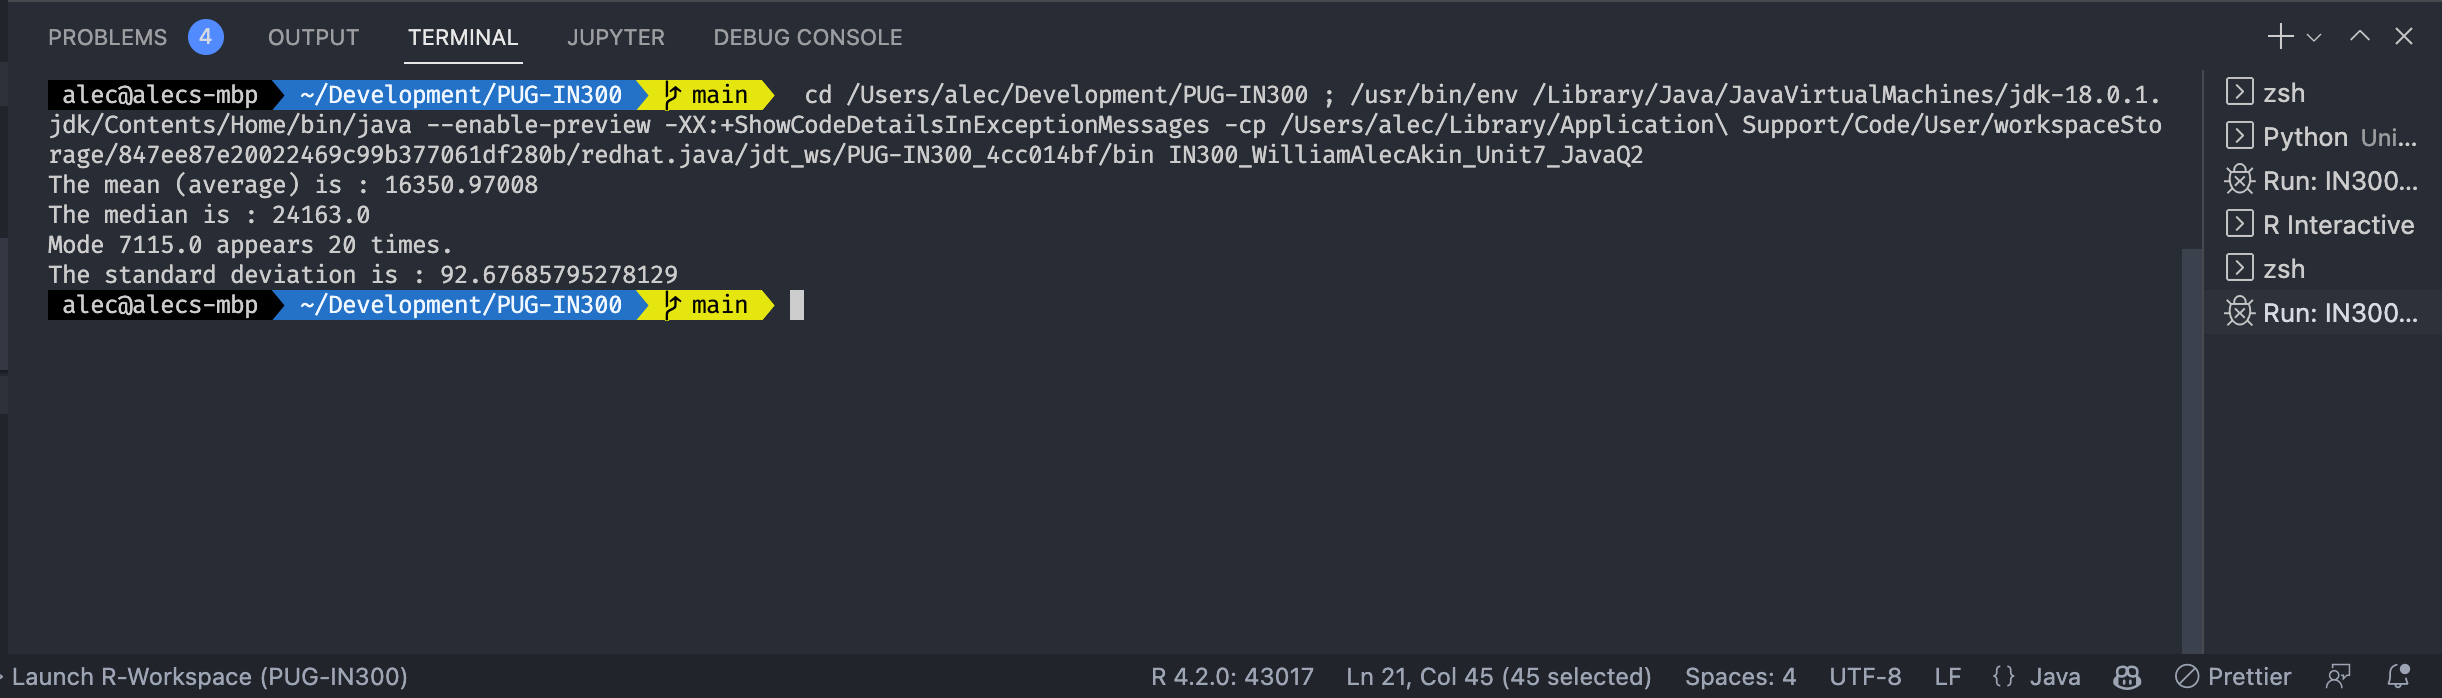 PROBLEMS 4 OUTPUT TERMINAL JUPYTER DEBUG CONSOLE
alec@alecs-mbp ~/Development/PUG-IN300 main cd /Users/alec/Development/PUG-IN300 ; /usr/bin/env /Library/Java/JavaVirtualMachines/jdk-18.0.1.
jdk/Contents/Home/bin/java --enable-preview -XX:+ShowCodeDetailsInExceptionMessages -cp /Users/alec/Library/Application\ Support/Code/User/workspaceSto
rage/847ee87e20022469c99b377061df280b/redhat.java/jdt_ws/PUG-IN300_4cc014bf/bin IN300_WilliamAlecAkin_Unit7_JavaQ2
The mean (average) is : 16350.97008
The median is : 24163.0
Mode 7115.0 appears 20 times.
The standard deviation is : 92.67685795278129
alec@alecs-mbp ~/Development/PUG-IN300 main
zsh
Python Uni...
Run: IN300...
R Interactive
zsh
Run: IN300...
Launch R-Workspace (PUG-IN300) R 4.2.0: 43017 Ln 21, Col 45 (45 selected) Spaces: 4 UTF-8 LF {} Java Prettier